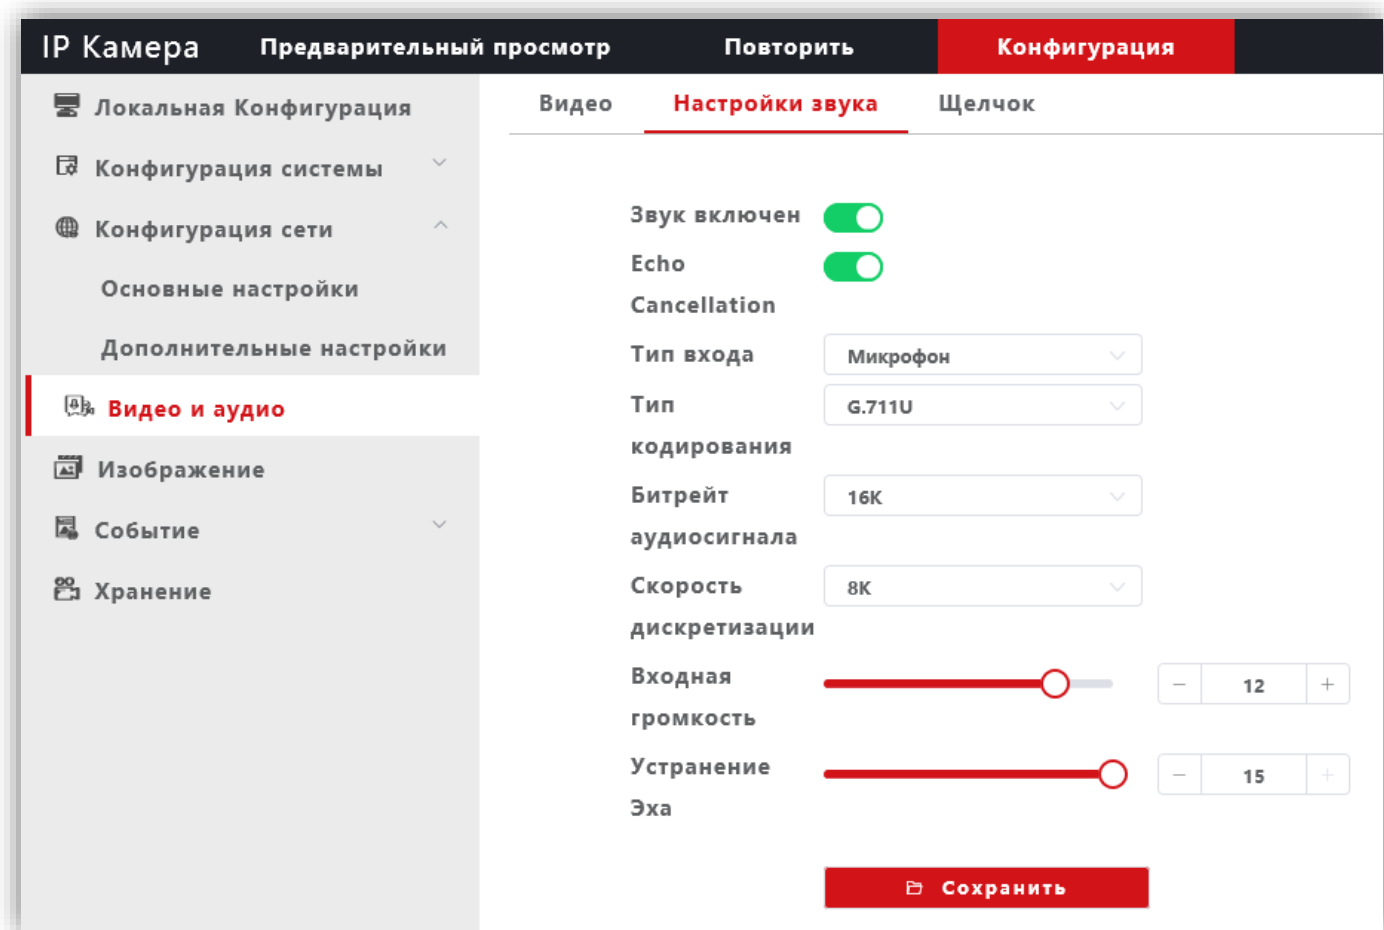 IP Камера Предварительный просмотр Повторить Конфигурация
Локальная Конфигурация
Конфигурация системы
Конфигурация сети
Основные настройки
Дополнительные настройки
Видео и аудио
Изображение
Событие
Хранение
Видео Настройки звука Щелчок
Звук включен
Echo
Cancellation
Тип входа Микрофон
Тип G.711U
кодирования
Битрейт 16K
аудиосигнала
Скорость 8K
дискретизации
Входная − 12 +
громкость
Устранение − 15 +
Эха
Сохранить